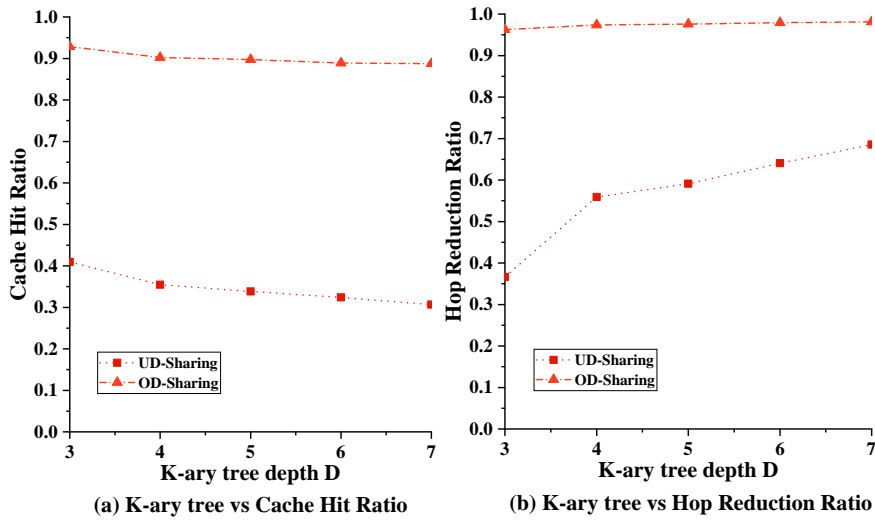 1.0
0.9
0.8
0.7
0.6
0.5
0.4
0.3
0.2
0.1
0.0
Cache Hit Ratio
UD-Sharing
OD-Sharing
3 4 5 6 7
K-ary tree depth D
(a) K-ary tree vs Cache Hit Ratio
1.0
0.9
0.8
0.7
0.6
0.5
0.4
0.3
0.2
0.1
0.0
Hop Reduction Ratio
UD-Sharing
OD-Sharing
3 4 5 6 7
K-ary tree depth D
(b) K-ary tree vs Hop Reduction Ratio